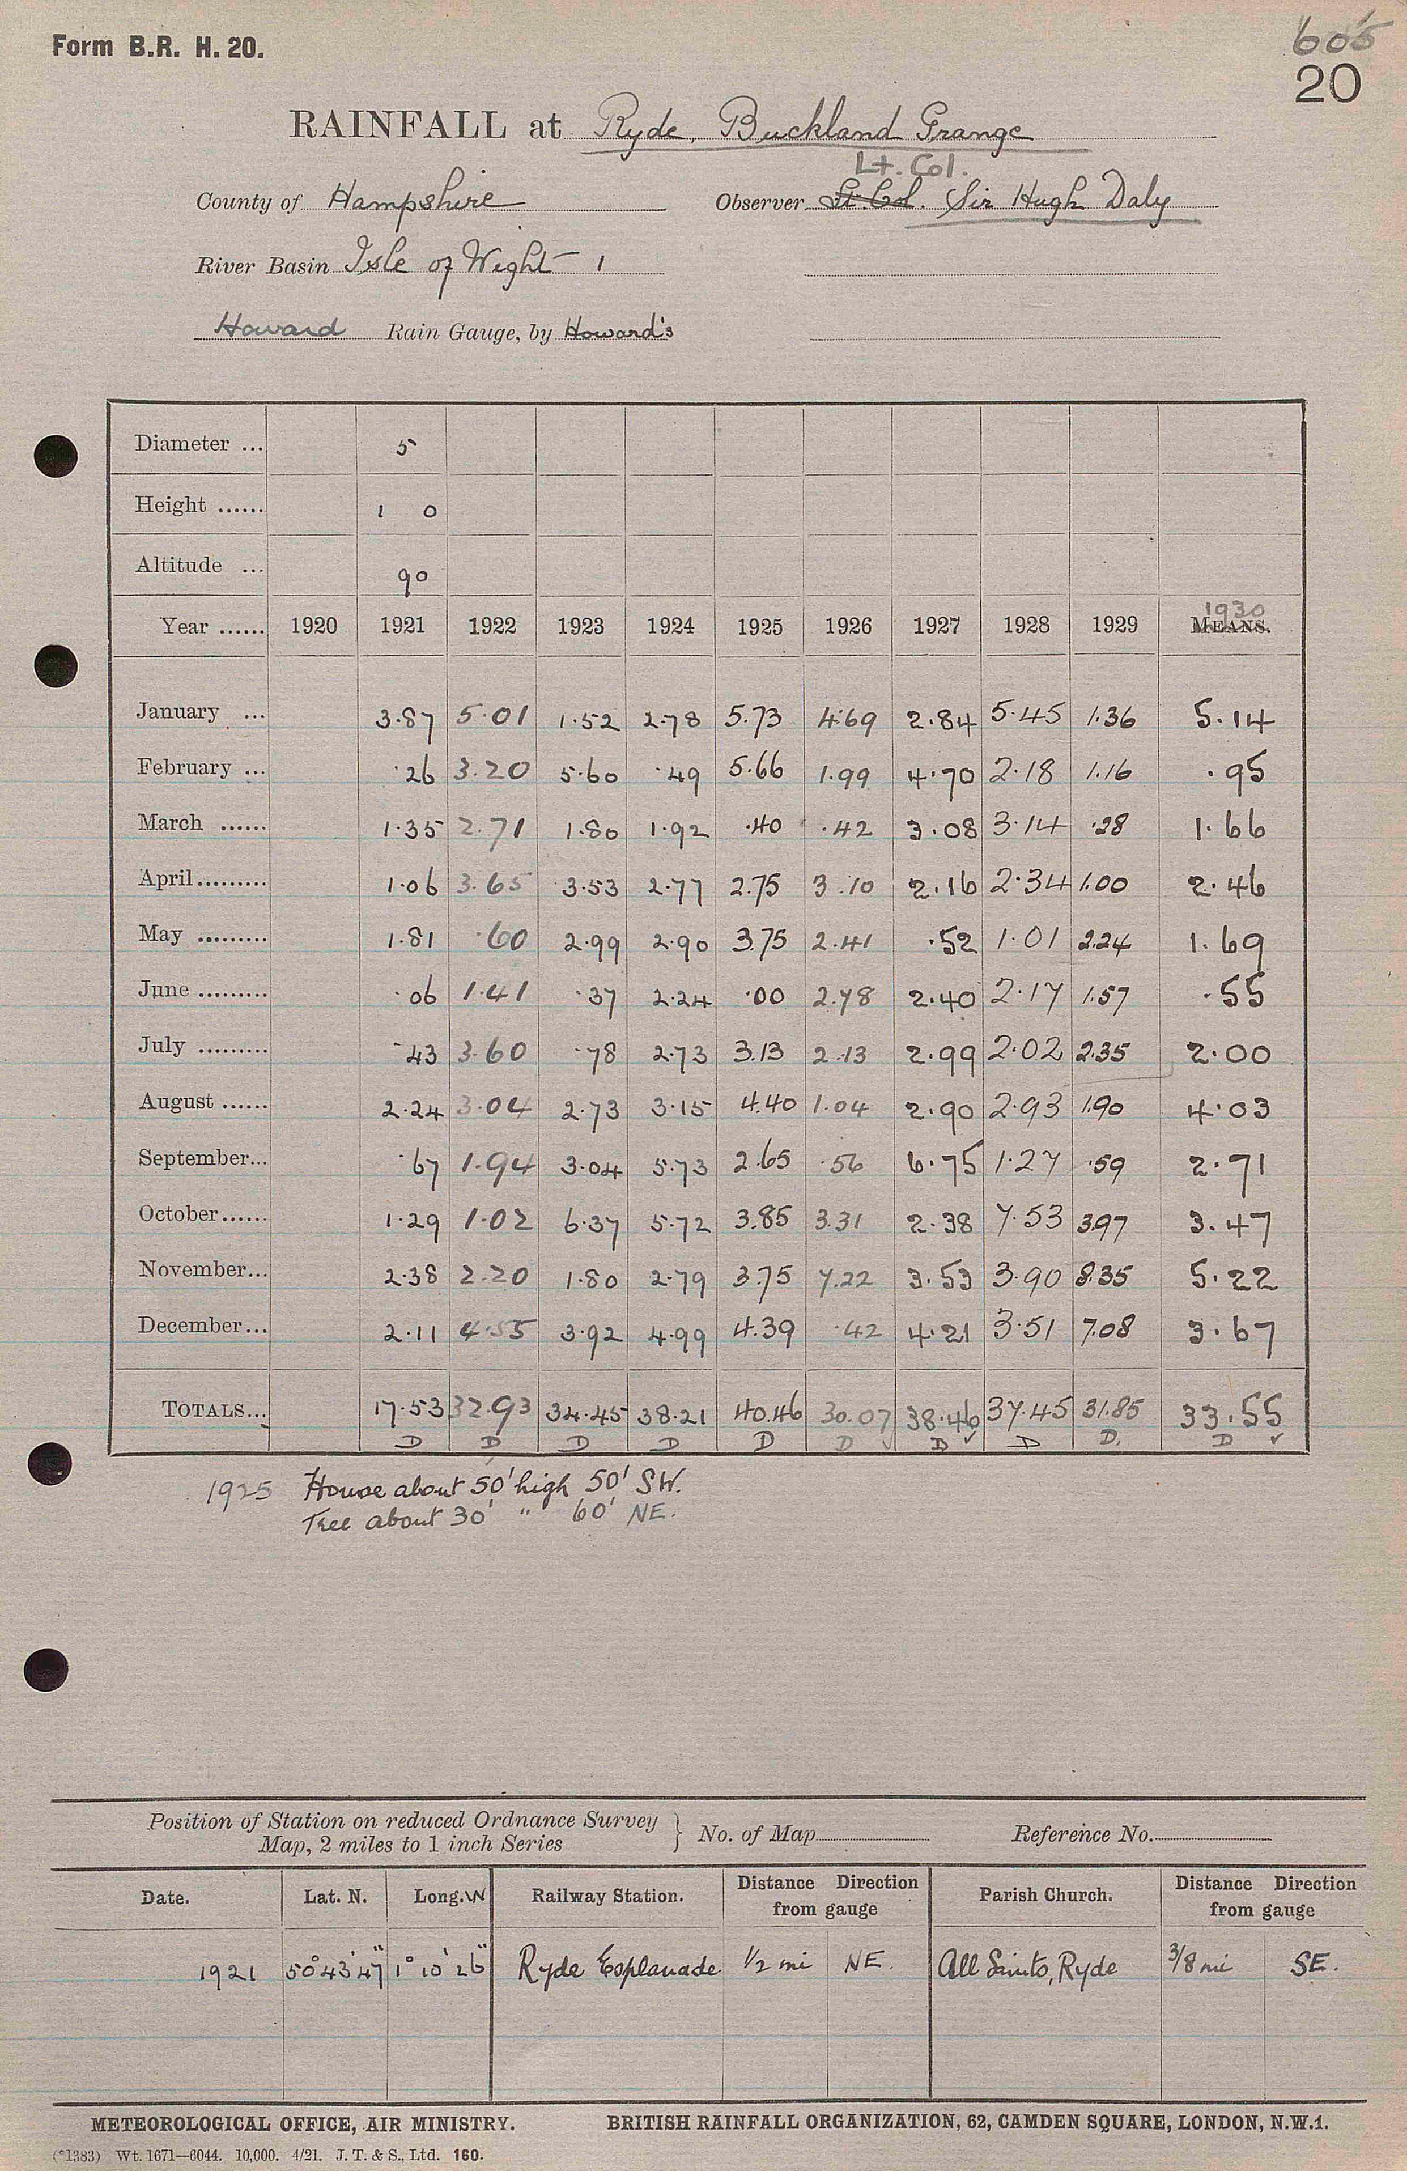 Form B.R. H. 20.
605
20
RAINFALL at Ryde, Buckland Grange
Lt. Col.
County of Hampshire Observer Lt. Col. Sir Hugh Daly
River Basin Isle of Wight 1
Howard Rain Gauge, by Howard's
Diameter ... 5
Height ...... 1 0
Altitude ... 90
1930
Year ...... 1920 1921 1922 1923 1924 1925 1926 1927 1928 1929 MEANS.
January ... 3.87 5.01 1.52 2.78 5.73 4.69 2.84 5.45 1.36 5.14
February ... .26 3.20 5.60 .49 5.66 1.99 4.70 2.18 1.16 .95
March ...... 1.35 2.71 1.80 1.92 .40 .42 3.08 3.14 .28 1.66
April......... 1.06 3.65 3.53 2.77 2.75 3.10 2.16 2.34 1.00 2.46
May ......... 1.81 .60 2.99 2.90 3.75 2.41 .52 1.01 2.24 1.69
June ......... .06 1.41 .37 2.24 .00 2.78 2.40 2.17 1.57 .55
July ......... .43 3.60 .78 2.73 3.13 2.13 2.99 2.02 2.35 2.00
August ...... 2.24 3.04 2.73 3.15 4.40 1.04 2.90 2.93 1.90 4.03
September... .67 1.94 3.04 5.73 2.65 .56 6.75 1.27 .59 2.71
October...... 1.29 1.02 6.37 5.72 3.85 3.31 2.38 7.53 3.97 3.47
November... 2.38 2.20 1.80 2.79 3.75 7.22 3.53 3.90 8.35 5.22
December... 2.11 4.55 3.92 4.99 4.39 .42 4.21 3.51 7.08 3.67
TOTALS... 17.53 32.93 34.45 38.21 40.46 30.07 38.46 37.45 31.85 33.55
D D D D D D D ✓ D D. D ✓
1925 House about 50' high 50' SW.
Tree about 30' " 60' NE.
Position of Station on reduced Ordnance Survey
Map, 2 miles to 1 inch Series } No. of Map Reference No.
Date. Lat. N. Long. W Railway Station. Distance Direction from gauge Parish Church. Distance Direction from gauge
1921 50° 43' 47" 1° 10' 26" Ryde Esplanade 1/2 mi NE. All Saints, Ryde 3/8 mi SE.
METEOROLOGICAL OFFICE, AIR MINISTRY. BRITISH RAINFALL ORGANIZATION, 62, CAMDEN SQUARE, LONDON, N.W.1.
(*1383) Wt. 1671—6044. 10,000. 4/21. J. T. & S., Ltd. 160.